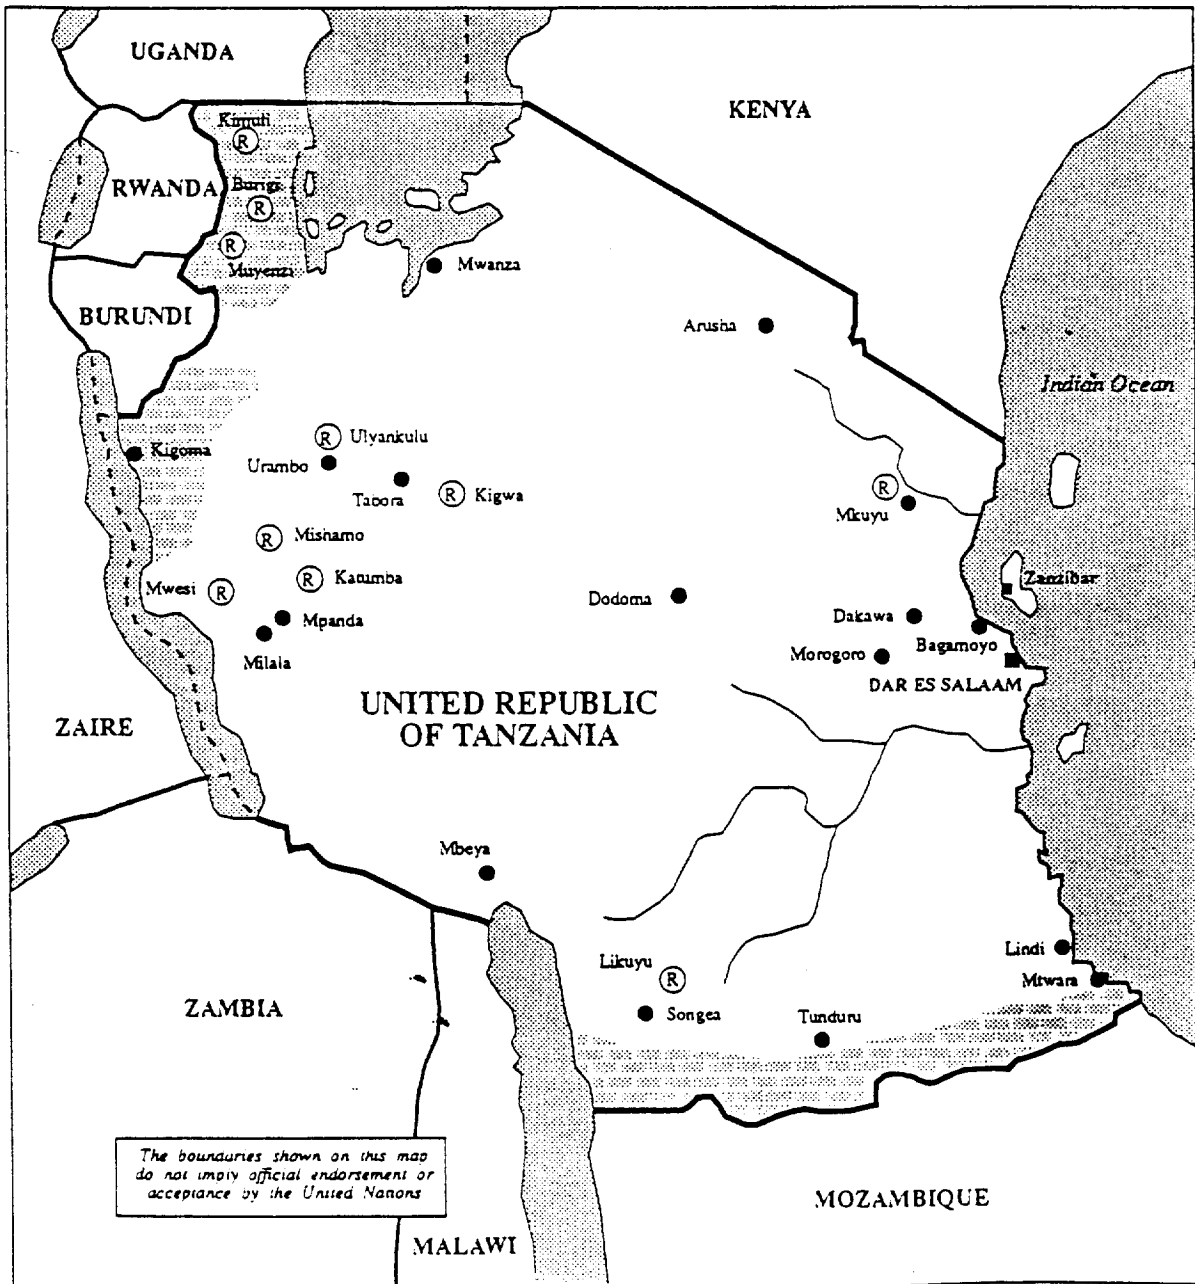 UGANDA
KENYA
Kimuti
R
RWANDA
Burigi
R
R
Muyenzi
Mwanza
BURUNDI
Arusha
Indian Ocean
R
Ulyankulu
Kigoma
Urambo
Tabora
R
Kigwa
R
Mkuyu
R
Mishamo
Mwesi
R
R
Katumba
Zanzibar
Dodoma
Mpanda
Dakawa
Bagamoyo
Milala
Morogoro
DAR ES SALAAM
UNITED REPUBLIC
OF TANZANIA
ZAIRE
Mbeya
Likuyu
R
Lindi
Mtwara
ZAMBIA
Songea
Tunduru
The boundaries shown on this map
do not imply official endorsement or
acceptance by the United Nations
MOZAMBIQUE
MALAWI